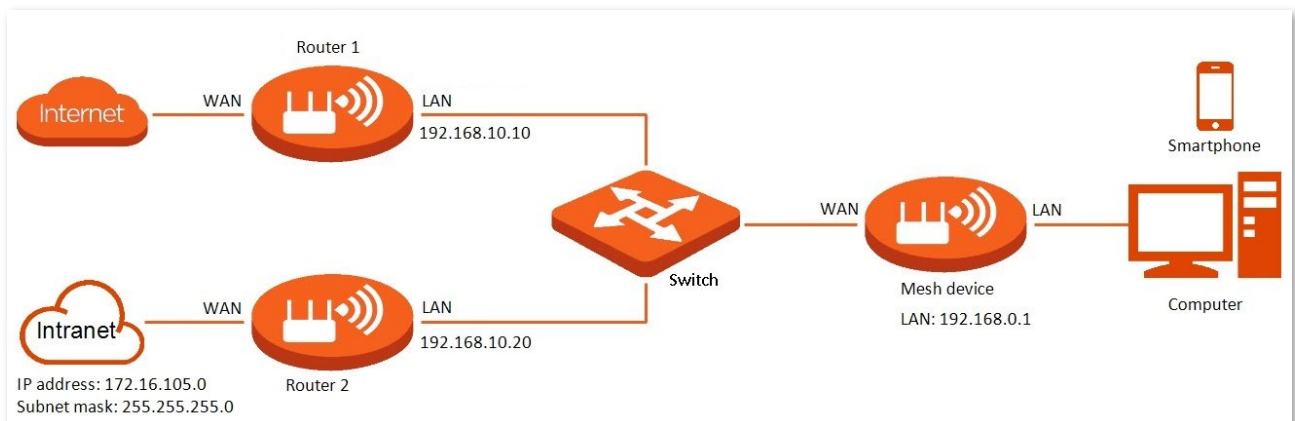 Router 1
Internet
WAN
LAN
192.168.10.10
Smartphone
WAN
LAN
Switch
Mesh device
LAN: 192.168.0.1
Computer
Intranet
WAN
LAN
192.168.10.20
Router 2
IP address: 172.16.105.0
Subnet mask: 255.255.255.0